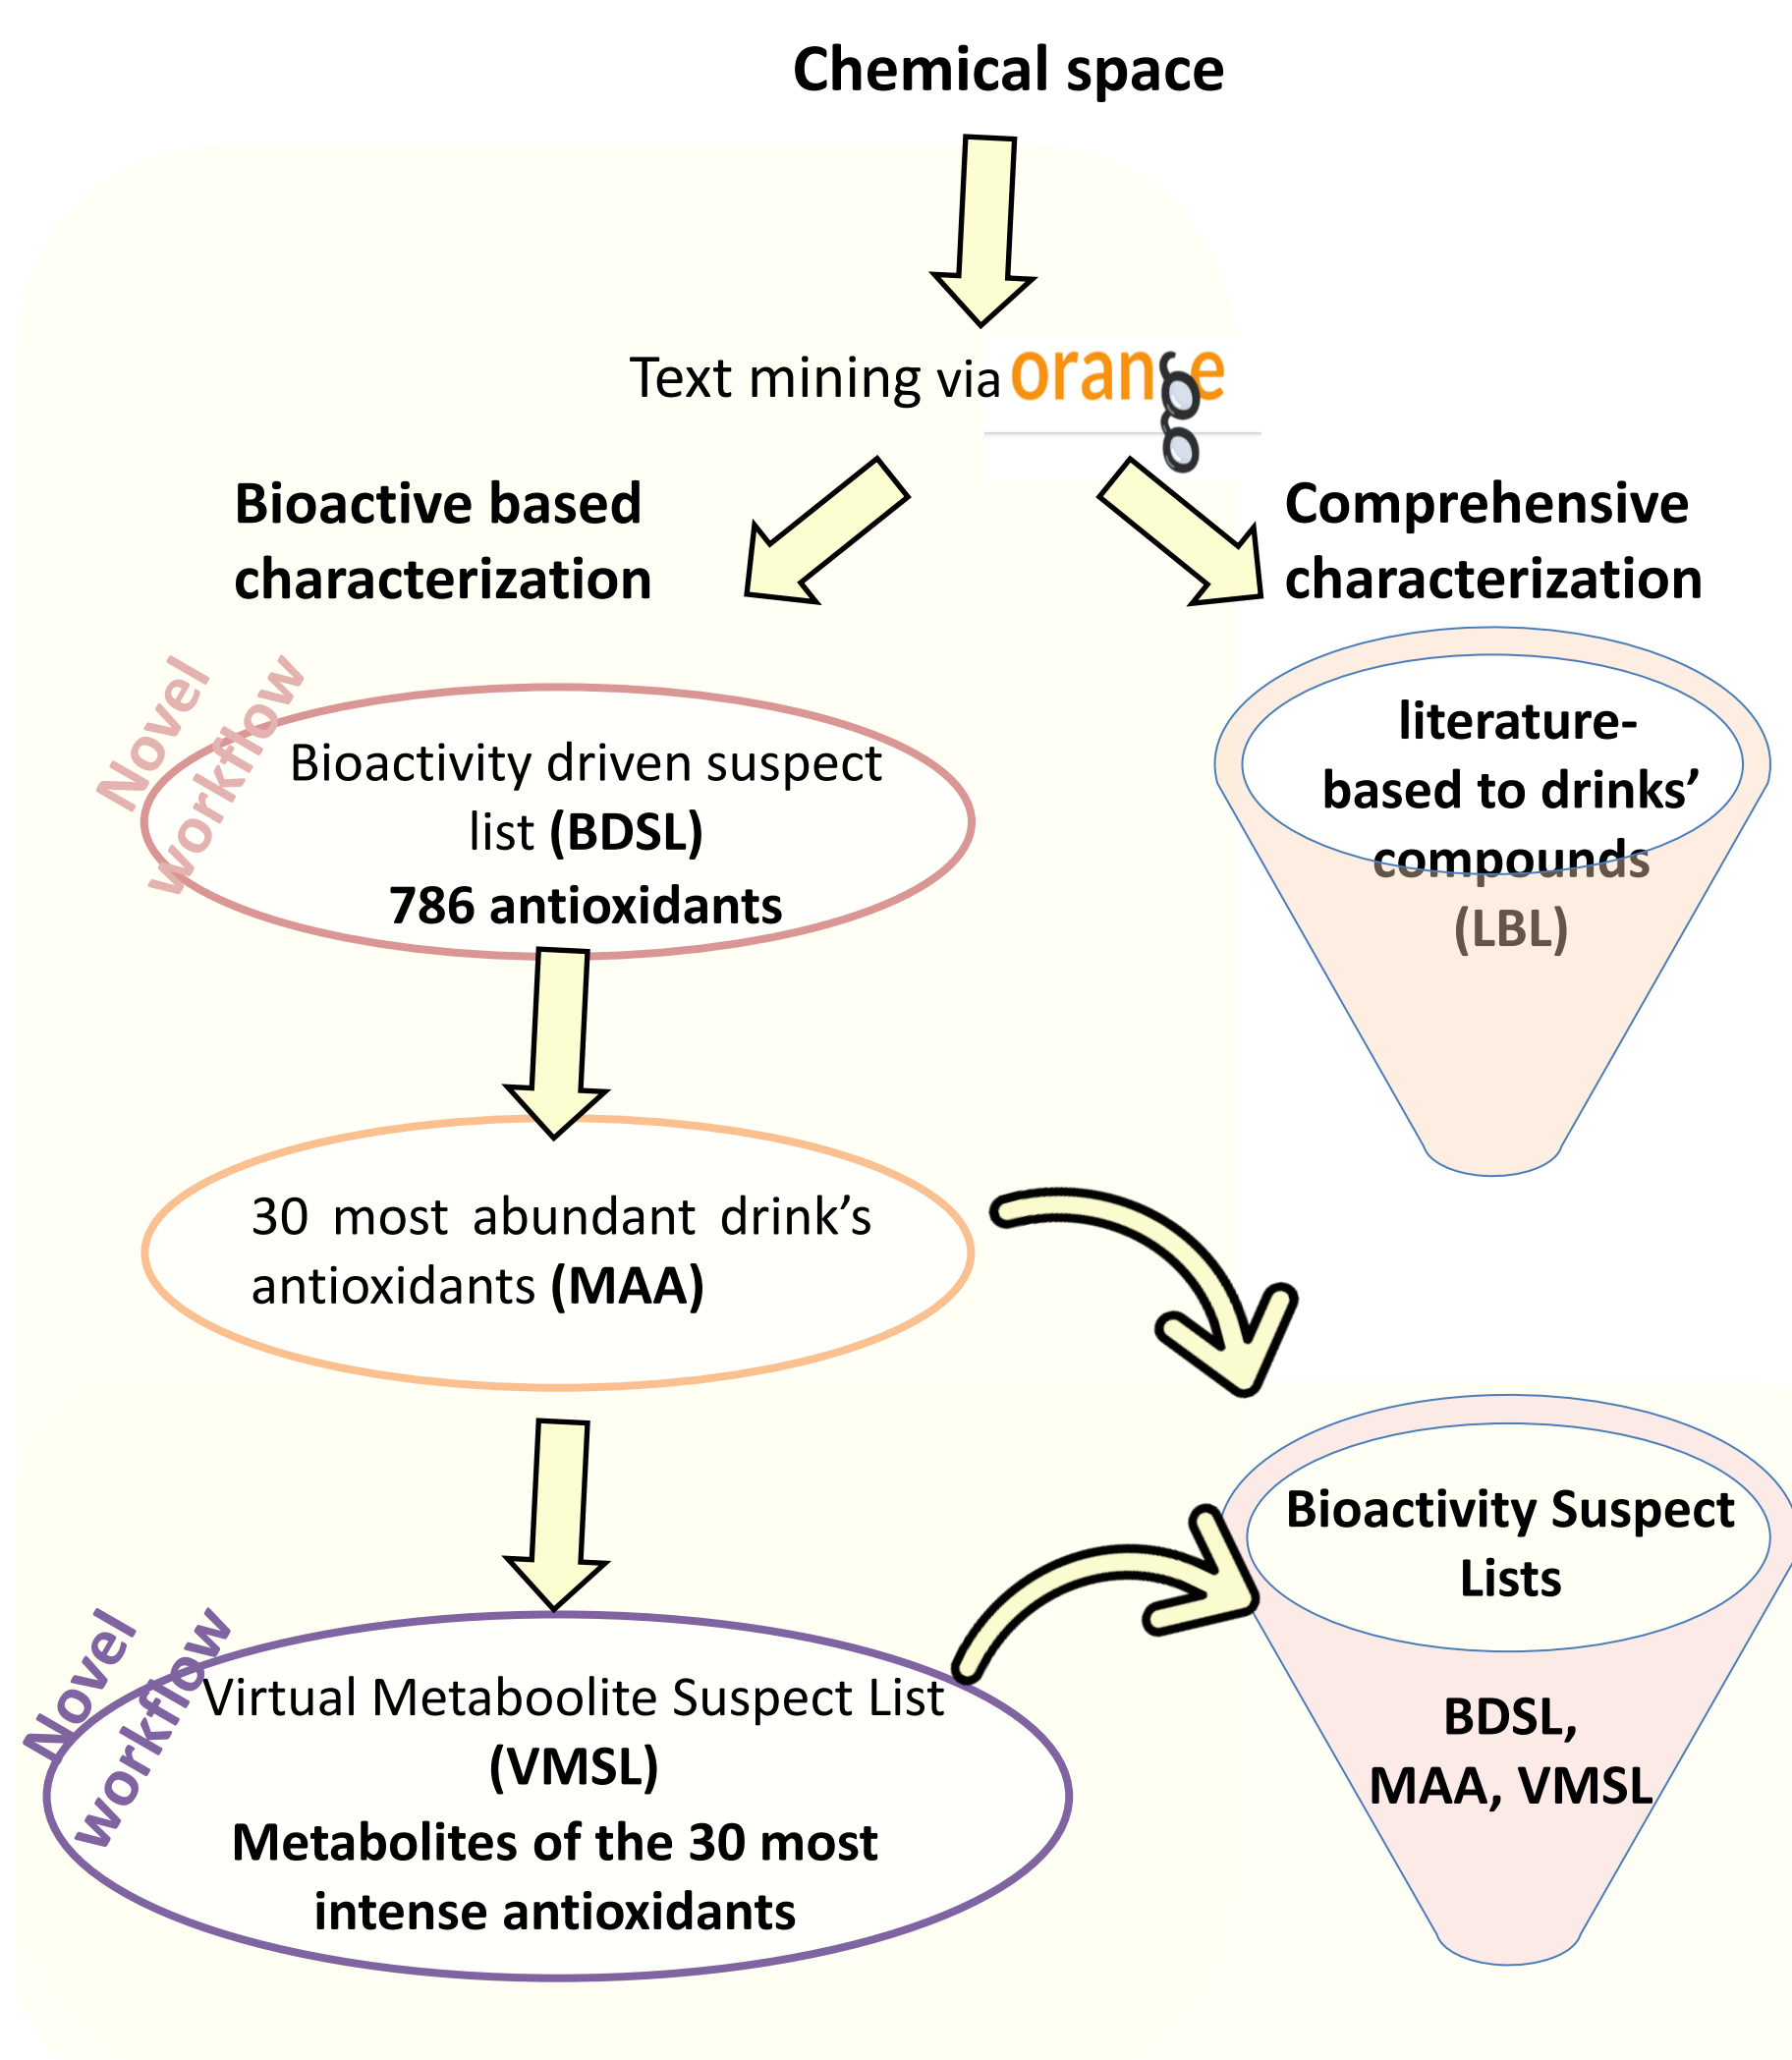 Chemical space
Text mining via orange
Bioactive based
characterization
Comprehensive
characterization
Novel
workflow
Bioactivity driven suspect
list (BDSL)
786 antioxidants
literature-
based to drinks’
compounds
(LBL)
30 most abundant drink’s
antioxidants (MAA)
Novel
workflow
Virtual Metaboolite Suspect List
(VMSL)
Metabolites of the 30 most
intense antioxidants
Bioactivity Suspect
Lists
BDSL,
MAA, VMSL